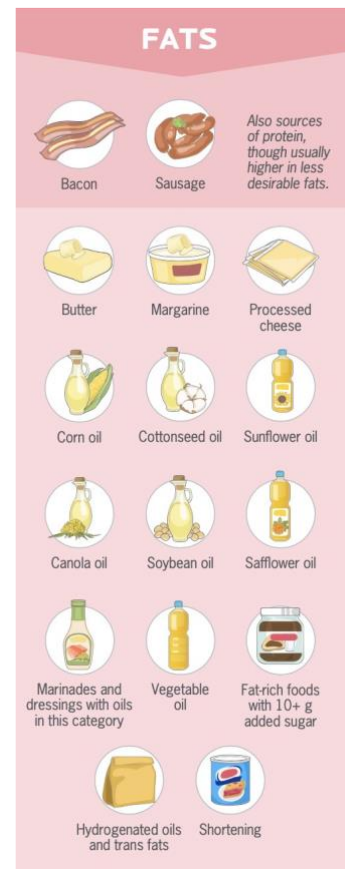 FATS
Also sources
of protein,
though usually
higher in less
desirable fats.
Bacon
Sausage
Butter
Margarine
Processed
cheese
Corn oil
Cottonseed oil
Sunflower oil
Canola oil
Soybean oil
Safflower oil
Marinades and
dressings with oils
in this category
Vegetable
oil
Fat-rich foods
with 10+ g
added sugar
Hydrogenated oils
and trans fats
Shortening